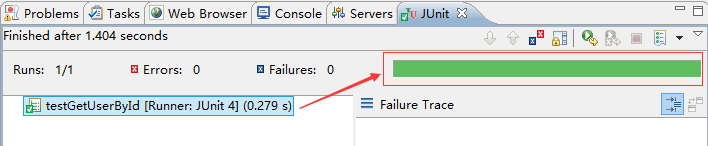 Problems Tasks Web Browser Console Servers JUnit
Finished after 1.404 seconds
Runs: 1/1 Errors: 0 Failures: 0
testGetUserById [Runner: JUnit 4] (0.279 s)
Failure Trace